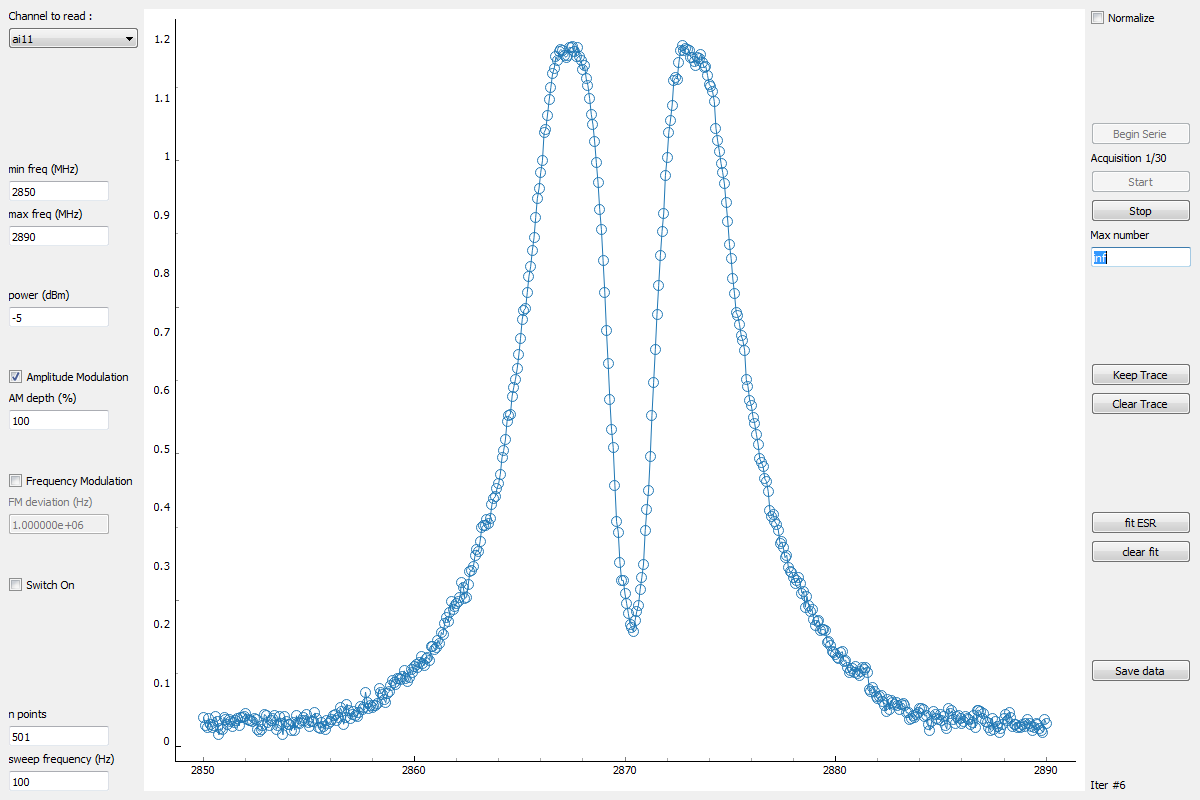 Channel to read :
ai11
min freq (MHz)
2850
max freq (MHz)
2890
power (dBm)
-5
Amplitude Modulation
AM depth (%)
100
Frequency Modulation
FM deviation (Hz)
1.000000e+06
Switch On
n points
501
sweep frequency (Hz)
100
1.2
1.1
1
0.9
0.8
0.7
0.6
0.5
0.4
0.3
0.2
0.1
0
2850
2860
2870
2880
2890
Normalize
Begin Serie
Acquisition 1/30
Start
Stop
Max number
inf
Keep Trace
Clear Trace
fit ESR
clear fit
Save data
Iter #6